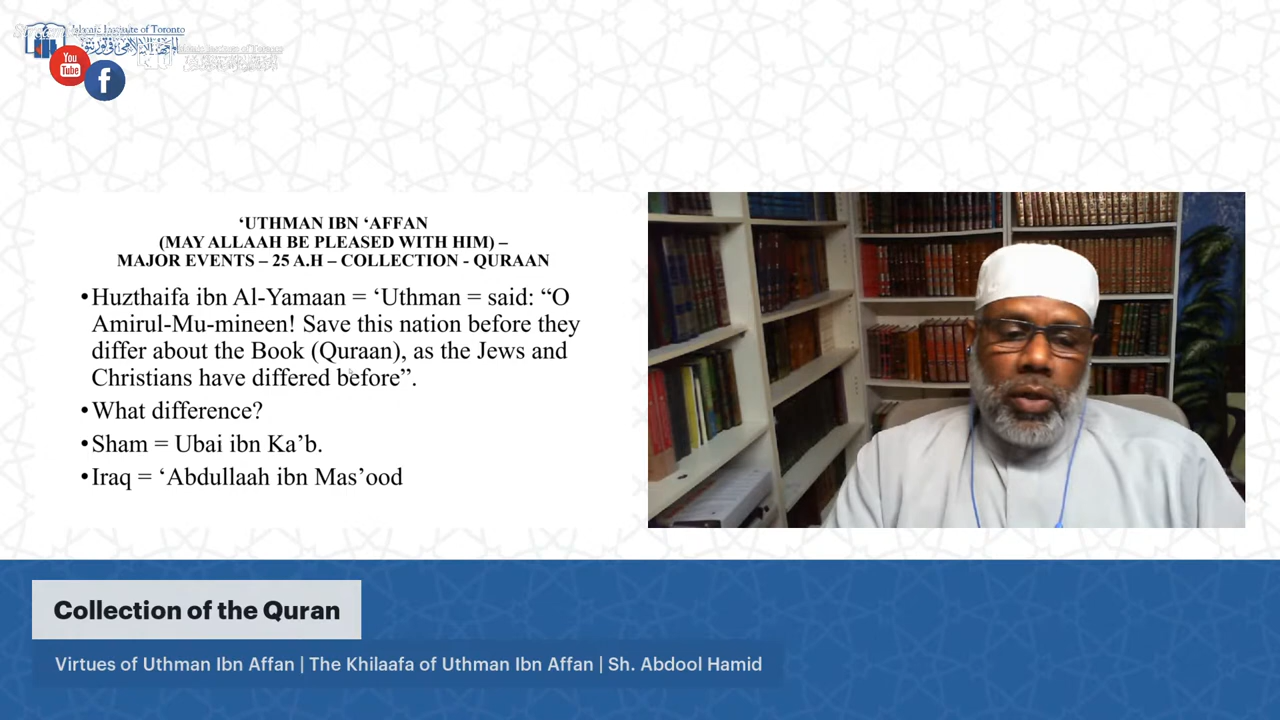 Islamic Institute of Toronto
You
Tube
f
‘UTHMAN IBN ‘AFFAN
(MAY ALLAAH BE PLEASED WITH HIM) –
MAJOR EVENTS – 25 A.H – COLLECTION - QURAAN
•Huzthaifa ibn Al-Yamaan = ‘Uthman = said: “O
Amirul-Mu-mineen! Save this nation before they
differ about the Book (Quraan), as the Jews and
Christians have differed before”.
•What difference?
•Sham = Ubai ibn Ka’b.
•Iraq = ‘Abdullaah ibn Mas’ood
Collection of the Quran
Virtues of Uthman Ibn Affan | The Khilaafa of Uthman Ibn Affan | Sh. Abdool Hamid